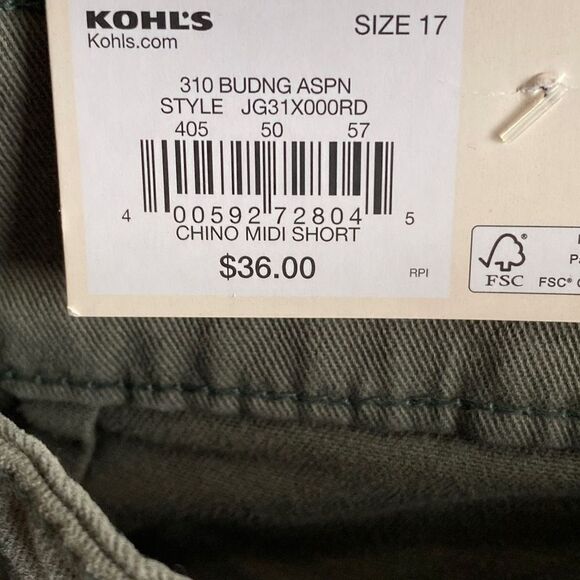 KOHL'S SIZE 17
Kohls.com
310 BUDNG ASPN
STYLE JG31X000RD
405 50 57
4 00592 72804 5
CHINO MIDI SHORT
$36.00 RPI
FSC FSC®